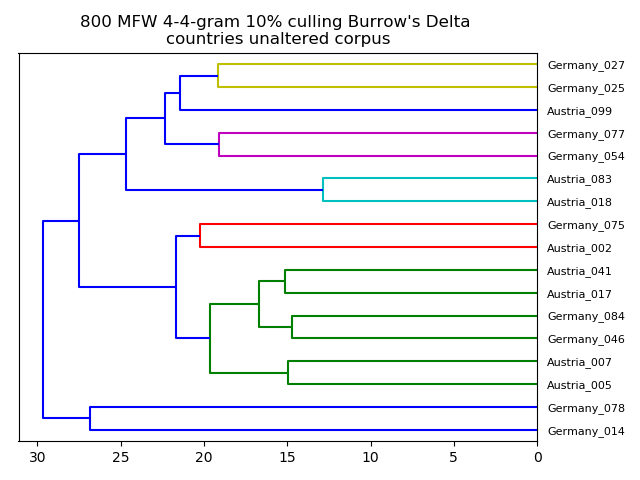 800 MFW 4-4-gram 10% culling Burrow's Delta
countries unaltered corpus
Germany_027
Germany_025
Austria_099
Germany_077
Germany_054
Austria_083
Austria_018
Germany_075
Austria_002
Austria_041
Austria_017
Germany_084
Germany_046
Austria_007
Austria_005
Germany_078
Germany_014
30 25 20 15 10 5 0